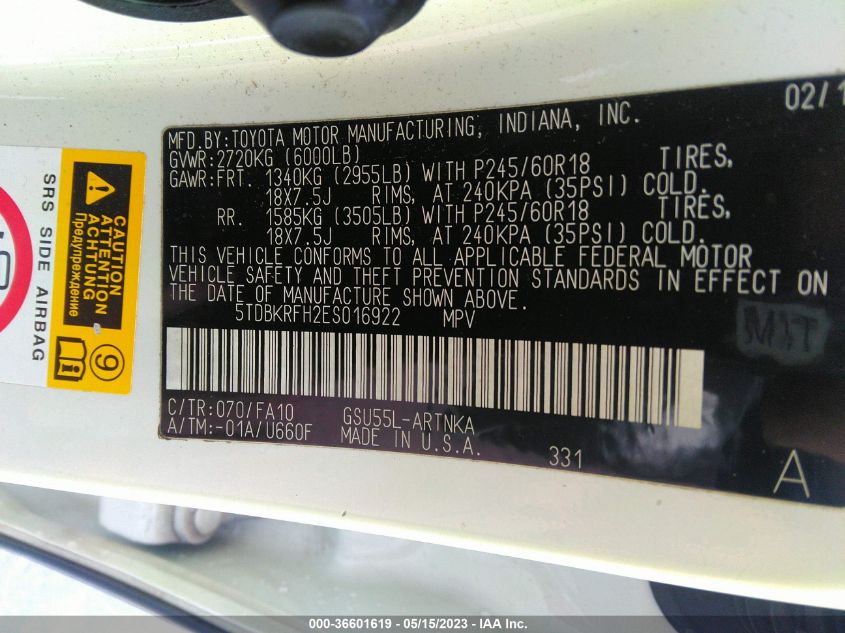 02/1
MFD.BY:TOYOTA MOTOR MANUFACTURING, INDIANA, INC.
GVWR:2720KG (6000LB)
GAWR:FRT. 1340KG (2955LB) WITH P245/60R18 TIRES,
18X7.5J RIMS, AT 240KPA (35PSI) COLD.
RR. 1585KG (3505LB) WITH P245/60R18 TIRES,
18X7.5J RIMS, AT 240KPA (35PSI) COLD.
THIS VEHICLE CONFORMS TO ALL APPLICABLE FEDERAL MOTOR
VEHICLE SAFETY AND THEFT PREVENTION STANDARDS IN EFFECT ON
THE DATE OF MANUFACTURE SHOWN ABOVE.
5TDBKRFH2ES016922 MPV
C/TR:070/FA10 GSU55L-ARTNKA
A/TM:-01A/U660F MADE IN U.S.A.
331
A
SRS SIDE AIRBAG
CAUTION
ATTENTION
ACHTUNG
Предупреждение
9
000-36601619 - 05/15/2023 - IAA Inc.